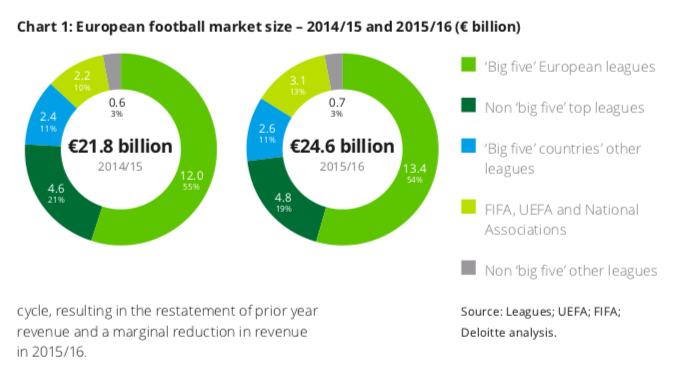 Chart 1: European football market size – 2014/15 and 2015/16 (€ billion)
2.2
10%
0.6
3%
2.4
11%
€21.8 billion
2014/15
4.6
21%
12.0
55%
3.1
13%
0.7
3%
2.6
11%
€24.6 billion
2015/16
4.8
19%
13.4
54%
‘Big five’ European leagues
Non ‘big five’ top leagues
‘Big five’ countries’ other
leagues
FIFA, UEFA and National
Associations
Non ‘big five’ other leagues
cycle, resulting in the restatement of prior year
revenue and a marginal reduction in revenue
in 2015/16.
Source: Leagues; UEFA; FIFA;
Deloitte analysis.